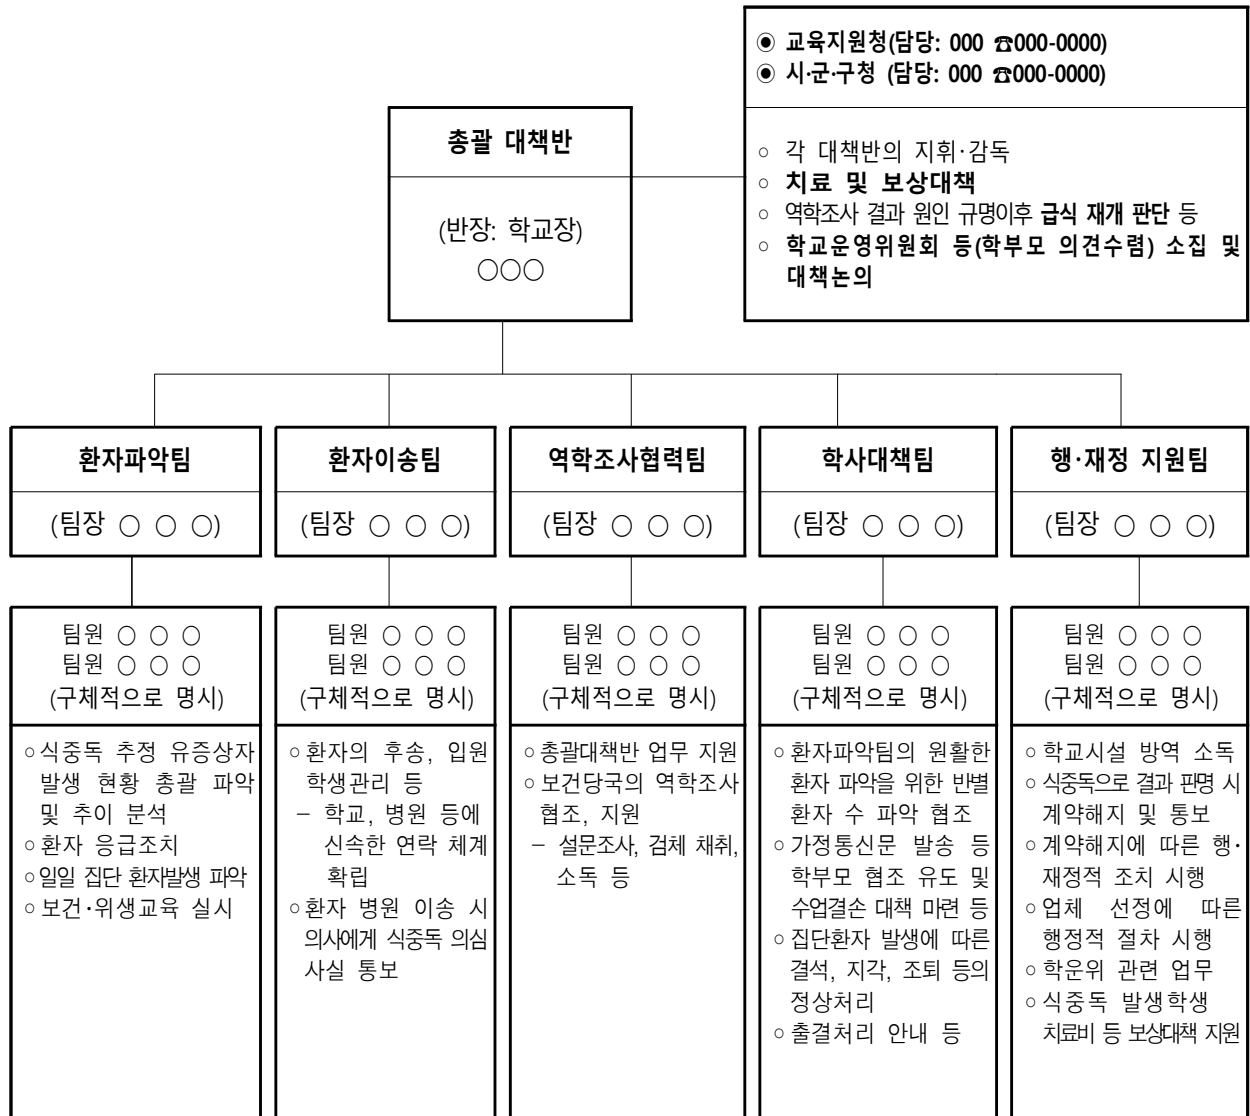 ◉ 교육지원청(담당: 000 ☎000-0000)
◉ 시·군·구청 (담당: 000 ☎000-0000)
총괄 대책반
(반장: 학교장)
○○○
○ 각 대책반의 지휘·감독
○ 치료 및 보상대책
○ 역학조사 결과 원인 규명이후 급식 재개 판단 등
○ 학교운영위원회 등(학부모 의견수렴) 소집 및
대책논의
환자파악팀
(팀장 ○ ○ ○)
팀원 ○ ○ ○
팀원 ○ ○ ○
(구체적으로 명시)
○식중독 추정 유증상자
발생 현황 총괄 파악
및 추이 분석
○환자 응급조치
○일일 집단 환자발생 파악
○보건·위생교육 실시
환자이송팀
(팀장 ○ ○ ○)
팀원 ○ ○ ○
팀원 ○ ○ ○
(구체적으로 명시)
○환자의 후송, 입원
학생관리 등
– 학교, 병원 등에
신속한 연락 체계
확립
○환자 병원 이송 시
의사에게 식중독 의심
사실 통보
역학조사협력팀
(팀장 ○ ○ ○)
팀원 ○ ○ ○
팀원 ○ ○ ○
(구체적으로 명시)
○총괄대책반 업무 지원
○보건당국의 역학조사
협조, 지원
– 설문조사, 검체 채취,
소독 등
학사대책팀
(팀장 ○ ○ ○)
팀원 ○ ○ ○
팀원 ○ ○ ○
(구체적으로 명시)
○환자파악팀의 원활한
환자 파악을 위한 반별
환자 수 파악 협조
○가정통신문 발송 등
학부모 협조 유도 및
수업결손 대책 마련 등
○집단환자 발생에 따른
결석, 지각, 조퇴 등의
정상처리
○출결처리 안내 등
행·재정 지원팀
(팀장 ○ ○ ○)
팀원 ○ ○ ○
팀원 ○ ○ ○
(구체적으로 명시)
○학교시설 방역 소독
○식중독으로 결과 판명 시
계약해지 및 통보
○계약해지에 따른 행·
재정적 조치 시행
○업체 선정에 따른
행정적 절차 시행
○학운위 관련 업무
○식중독 발생학생
치료비 등 보상대책 지원